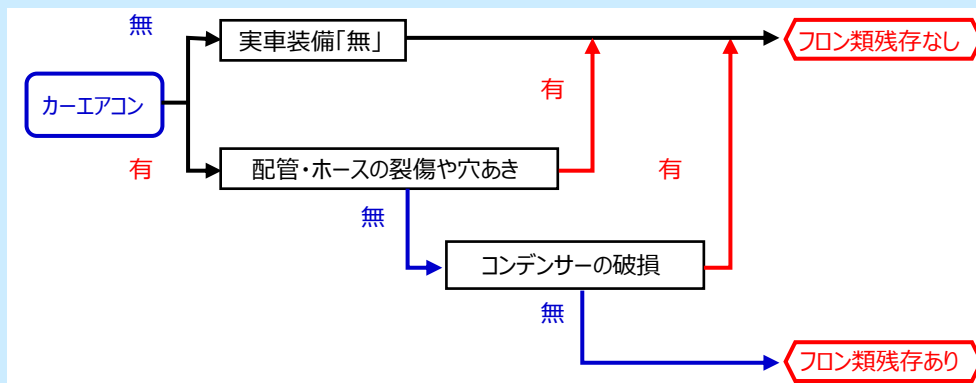 無
実車装備「無」
フロン類残存なし
カーエアコン
有
有
配管・ホースの裂傷や穴あき
有
無
コンデンサーの破損
無
フロン類残存あり